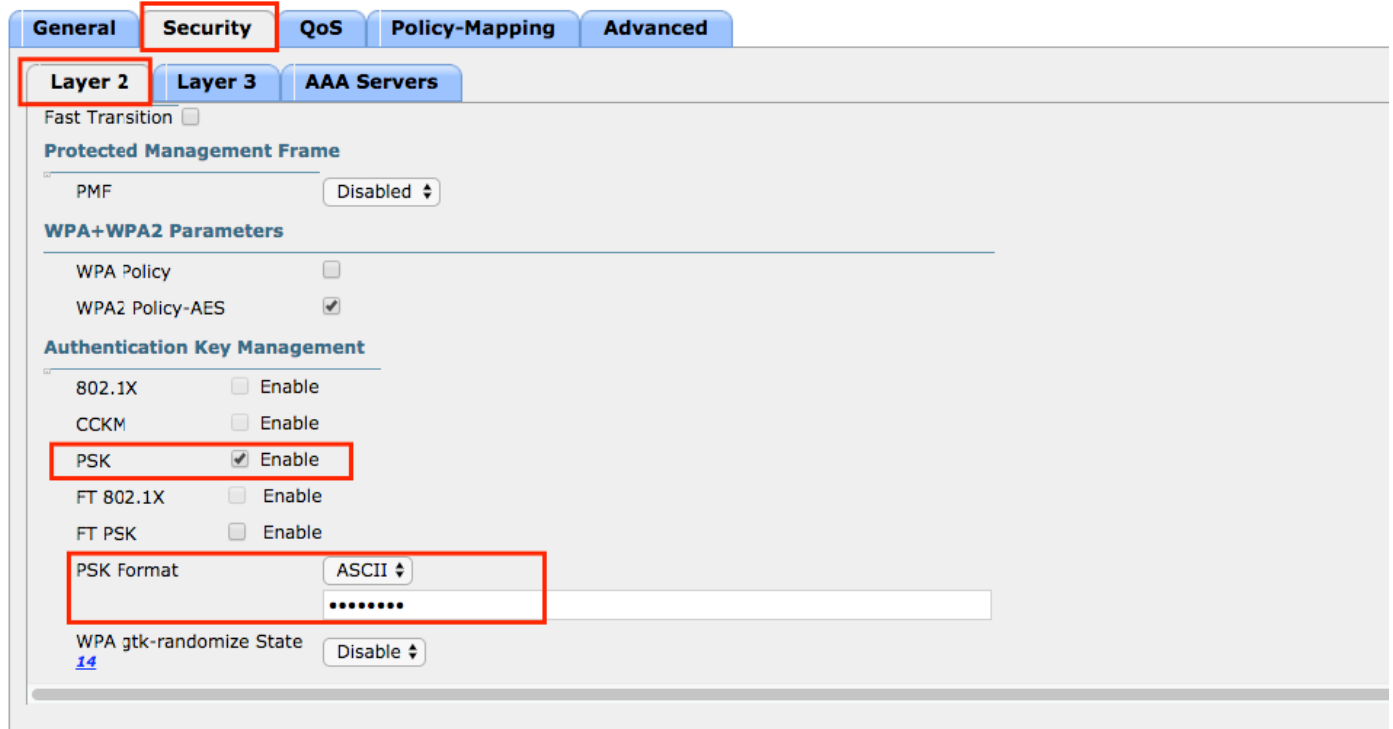 General Security QoS Policy-Mapping Advanced
Layer 2 Layer 3 AAA Servers
Fast Transition
Protected Management Frame
PMF Disabled
WPA+WPA2 Parameters
WPA Policy
WPA2 Policy-AES
Authentication Key Management
802.1X Enable
CCKM Enable
PSK Enable
FT 802.1X Enable
FT PSK Enable
PSK Format ASCII
••••••••
WPA gtk-randomize State Disable
14